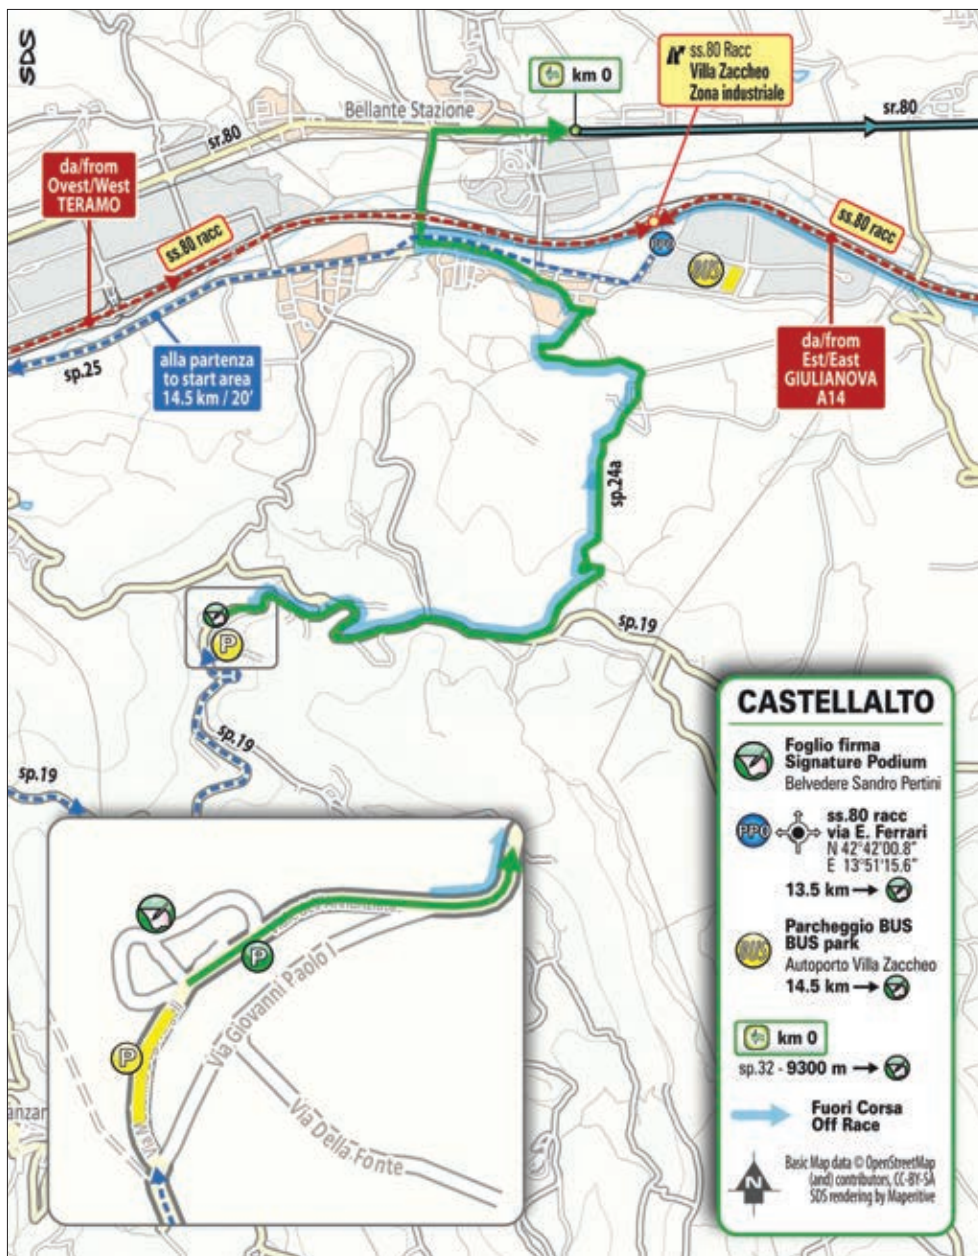 SDS
km 0
ss.80 Racc
Villa Zaccheo
Zona industriale
Bellante Stazione
sr.80
sr.80
da/from
Ovest/West
TERAMO
ss.80 racc
PPO
BUS
ss.80 racc
alla partenza
to start area
14.5 km / 20'
sp.25
da/from
Est/East
GIULIANOVA
A14
sp.24a
P
sp.19
sp.19
sp.19
CASTELLALTO
Foglio firma
Signature Podium
Belvedere Sandro Pertini
PPO
ss.80 racc
via E. Ferrari
N 42°42'00.8"
E 13°51'15.6"
13.5 km
BUS
Parcheggio BUS
BUS park
Autoporto Villa Zaccheo
14.5 km
km 0
sp.32 - 9300 m
Fuori Corsa
Off Race
N
Basic Map data © OpenStreetMap
(and) contributors, CC-BY-SA
SDS rendering by Maperitive
P
P
Via Giovanni Paolo I
Via Della Fonte